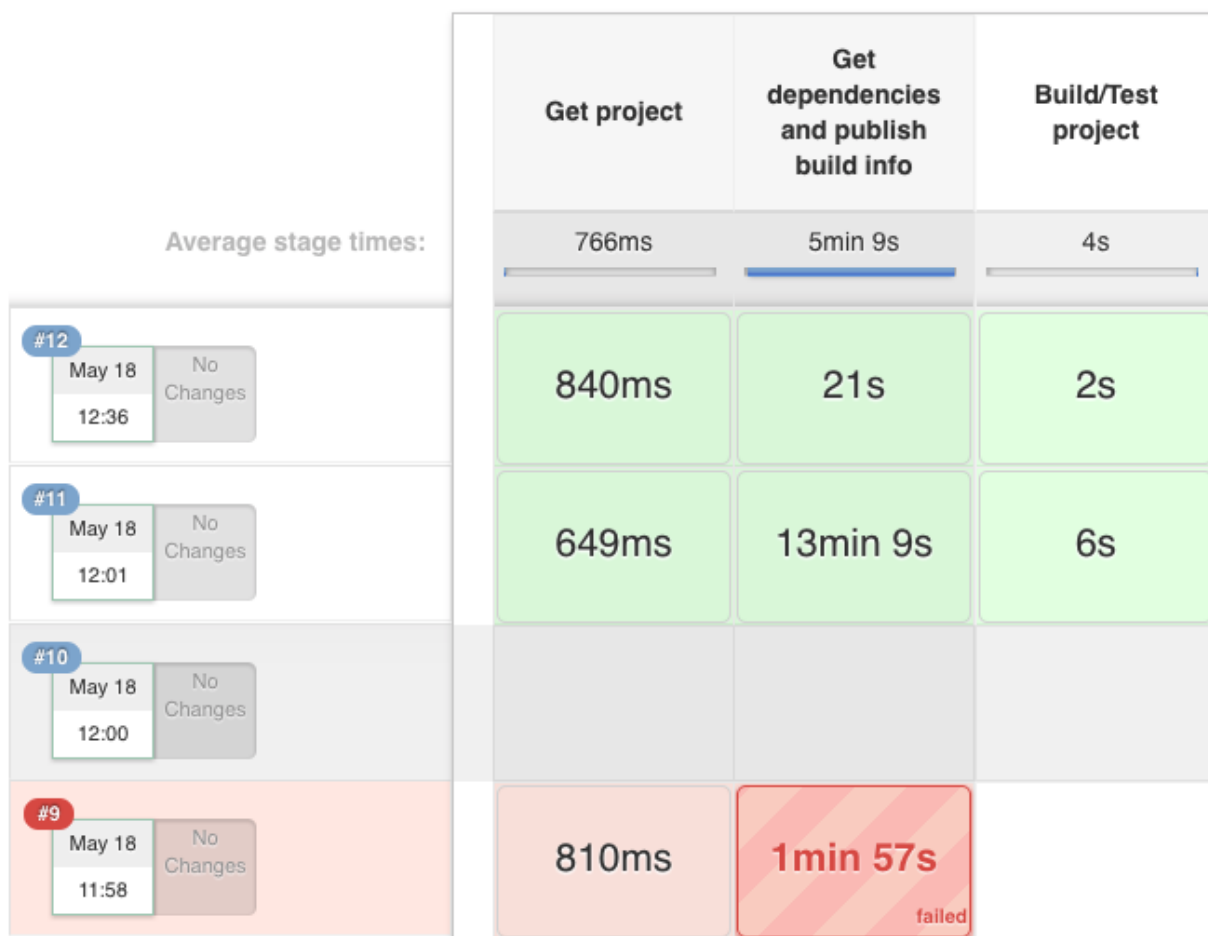 Get project
Get
dependencies
and publish
build info
Build/Test
project
Average stage times:
766ms
5min 9s
4s
#12
May 18
12:36
No
Changes
840ms
21s
2s
#11
May 18
12:01
No
Changes
649ms
13min 9s
6s
#10
May 18
12:00
No
Changes
#9
May 18
11:58
No
Changes
810ms
1min 57s
failed